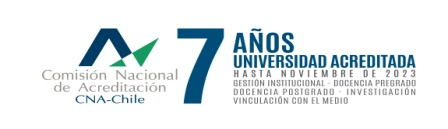 Comisión Nacional
de Acreditación
CNA-Chile
7 AÑOS
UNIVERSIDAD ACREDITADA
HASTA NOVIEMBRE DE 2023
GESTIÓN INSTITUCIONAL - DOCENCIA PREGRADO
DOCENCIA POSTGRADO - INVESTIGACIÓN
VINCULACIÓN CON EL MEDIO